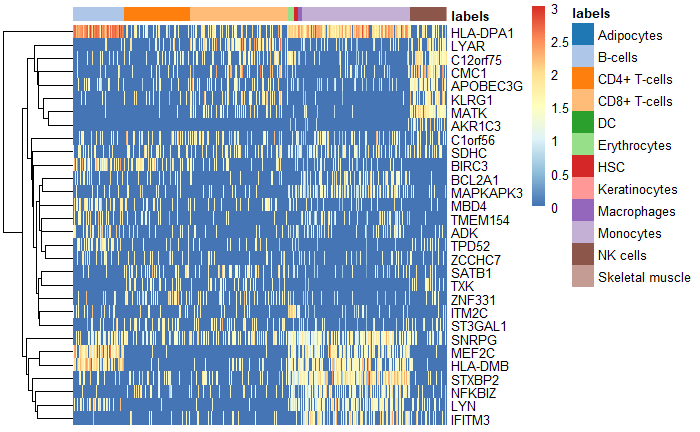 labels
HLA-DPA1
LYAR
C12orf75
CMC1
APOBEC3G
KLRG1
MATK
AKR1C3
C1orf56
SDHC
BIRC3
BCL2A1
MAPKAPK3
MBD4
TMEM154
ADK
TPD52
ZCCHC7
SATB1
TXK
ZNF331
ITM2C
ST3GAL1
SNRPG
MEF2C
HLA-DMB
STXBP2
NFKBIZ
LYN
IFITM3
3
2.5
2
1.5
1
0.5
0
labels
Adipocytes
B-cells
CD4+ T-cells
CD8+ T-cells
DC
Erythrocytes
HSC
Keratinocytes
Macrophages
Monocytes
NK cells
Skeletal muscle